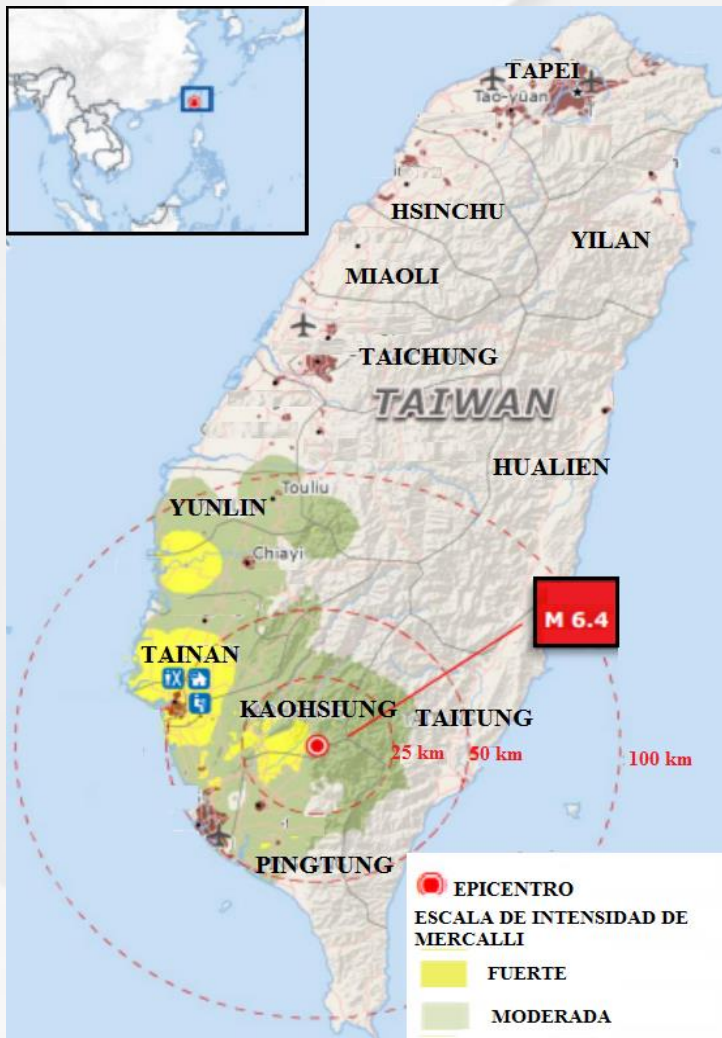 TAPEI
Tao-yüan
HSINCHU
YILAN
MIAOLI
TAICHUNG
TAIWAN
HUALIEN
Touliu
YUNLIN
Chiayi
M 6.4
TAINAN
KAOHSIUNG
TAITUNG
25 km
50 km
100 km
PINGTUNG
EPICENTRO
ESCALA DE INTENSIDAD DE
MERCALLI
FUERTE
MODERADA